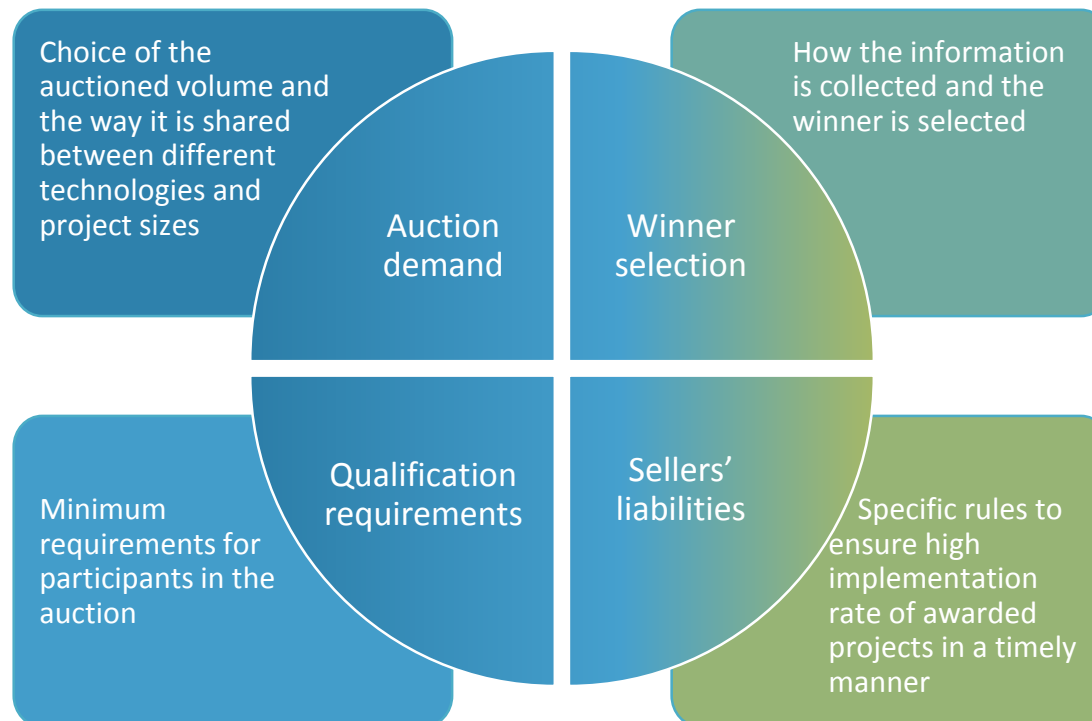 Choice of the
auctioned volume and
the way it is shared
between different
technologies and
project sizes
Auction
demand
How the information
is collected and the
winner is selected
Winner
selection
Minimum
requirements for
participants in the
auction
Qualification
requirements
Sellers’
liabilities
Specific rules to
ensure high
implementation
rate of awarded
projects in a timely
manner